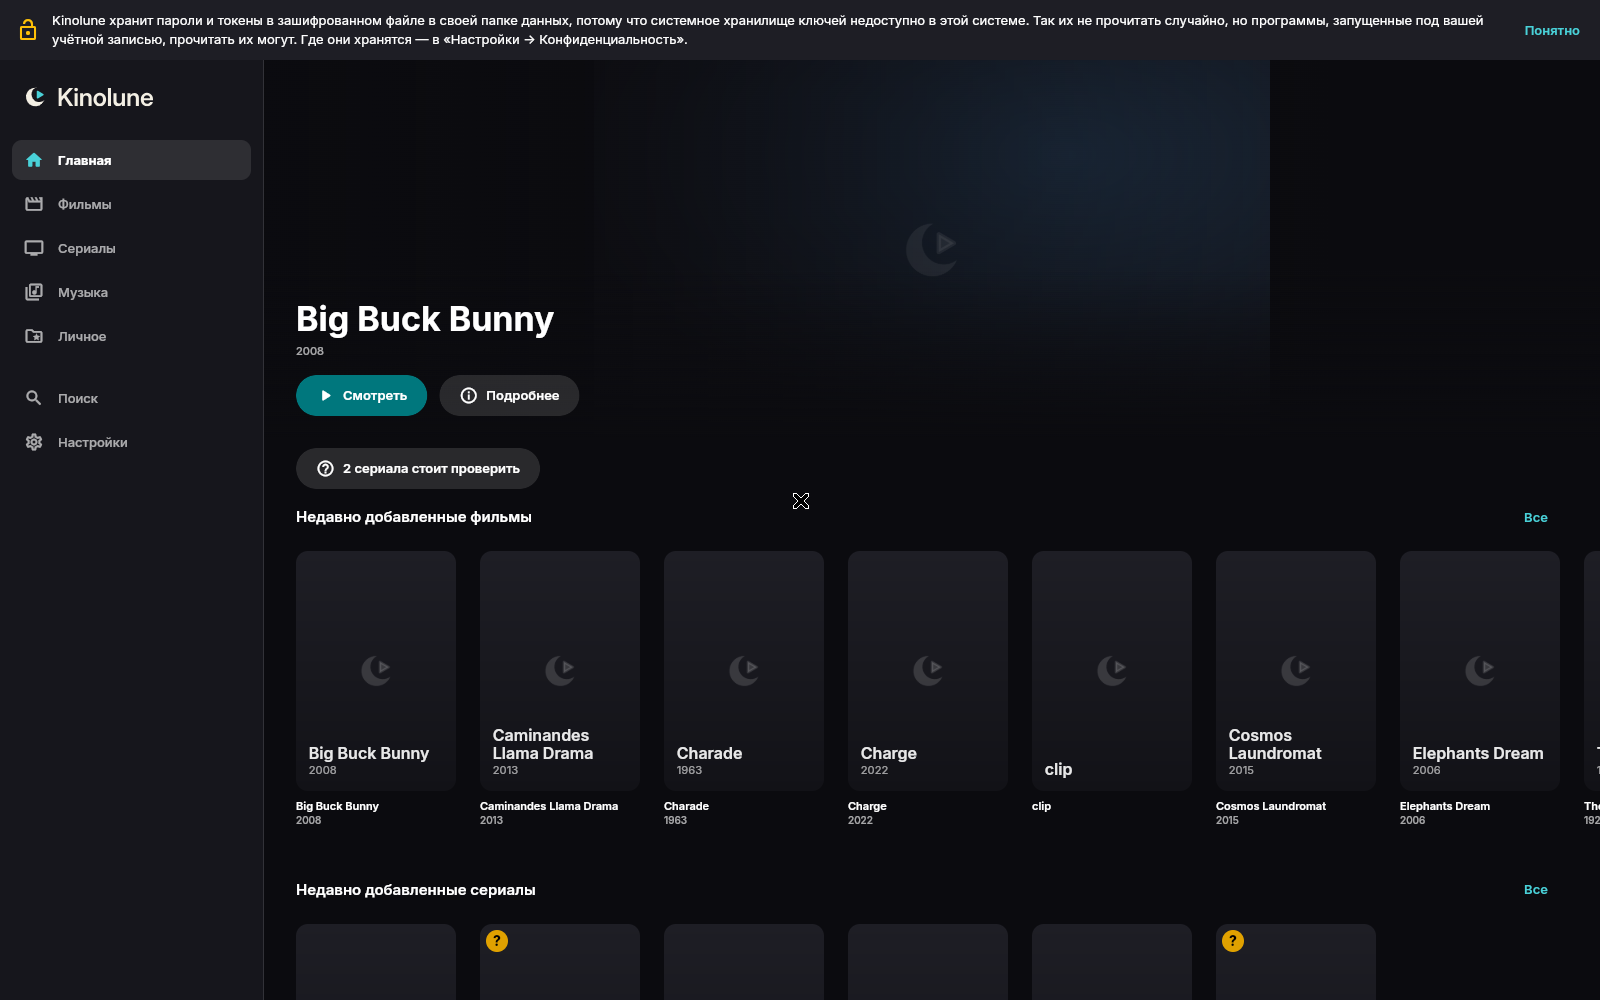 Kinolune хранит пароли и токены в зашифрованном файле в своей папке данных, потому что системное хранилище ключей недоступно в этой системе. Так их не прочитать случайно, но программы, запущенные под вашей
учётной записью, прочитать их могут. Где они хранятся — в «Настройки → Конфиденциальность».
Понятно
Kinolune
Главная
Фильмы
Сериалы
Музыка
Личное
Поиск
Настройки
Big Buck Bunny
2008
Смотреть
Подробнее
2 сериала стоит проверить
Недавно добавленные фильмы
Все
Big Buck Bunny
2008
Big Buck Bunny
2008
Caminandes
Llama Drama
2013
Caminandes Llama Drama
2013
Charade
1963
Charade
1963
Charge
2022
Charge
2022
clip
clip
Cosmos
Laundromat
2015
Cosmos Laundromat
2015
Elephants Dream
2006
Elephants Dream
2006
Недавно добавленные сериалы
Все
?
?